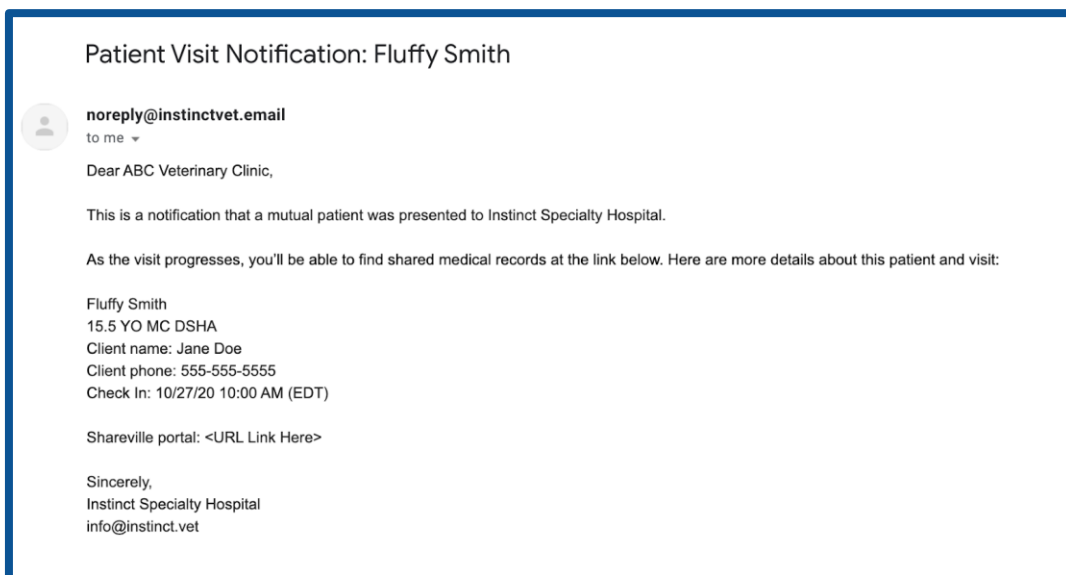 Patient Visit Notification: Fluffy Smith
noreply@instinctvet.email
to me
Dear ABC Veterinary Clinic,
This is a notification that a mutual patient was presented to Instinct Specialty Hospital.
As the visit progresses, you'll be able to find shared medical records at the link below. Here are more details about this patient and visit:
Fluffy Smith
15.5 YO MC DSHA
Client name: Jane Doe
Client phone: 555-555-5555
Check In: 10/27/20 10:00 AM (EDT)
Shareville portal: <URL Link Here>
Sincerely,
Instinct Specialty Hospital
info@instinct.vet